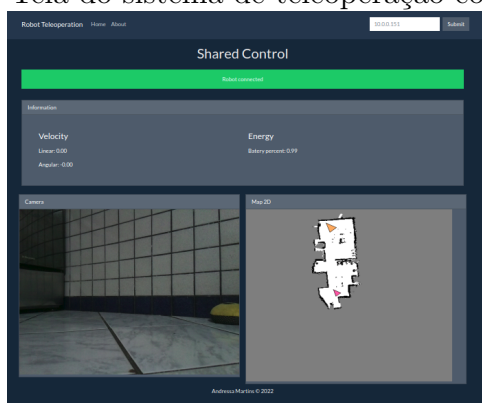 Tela do sistema de teleoperação co
Robot Teleoperation Home About 10.0.0.151 Submit
Shared Control
Robot connected
Information
Velocity Energy
Linear: 0.00 Batery percent: 0.99
Angular: -0.00
Camera Map 2D
Andressa Martins © 2022